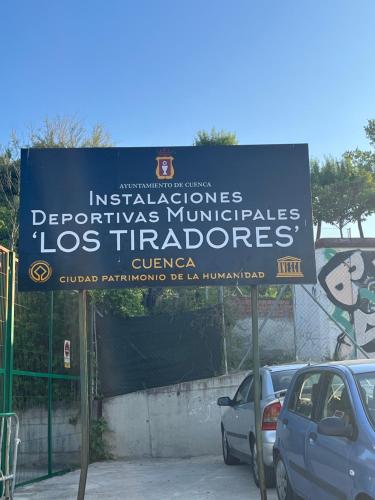 AYUNTAMIENTO DE CUENCA
INSTALACIONES
DEPORTIVAS MUNICIPALES
'LOS TIRADORES'
CUENCA
CIUDAD PATRIMONIO DE LA HUMANIDAD